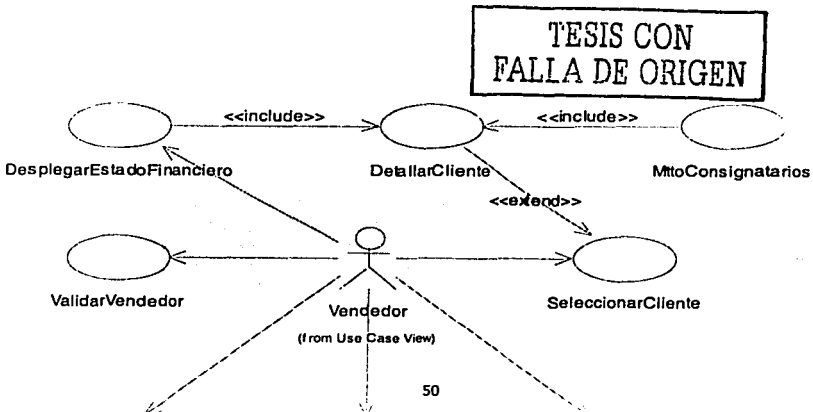 TESIS CON
FALLA DE ORIGEN
<<include>>
<<include>>
DesplegarEstadoFinanciero
DetallarCliente
MttoConsignatarios
<<extend>>
ValidarVendedor
Vendedor
SeleccionarCliente
(from Use Case View)
50